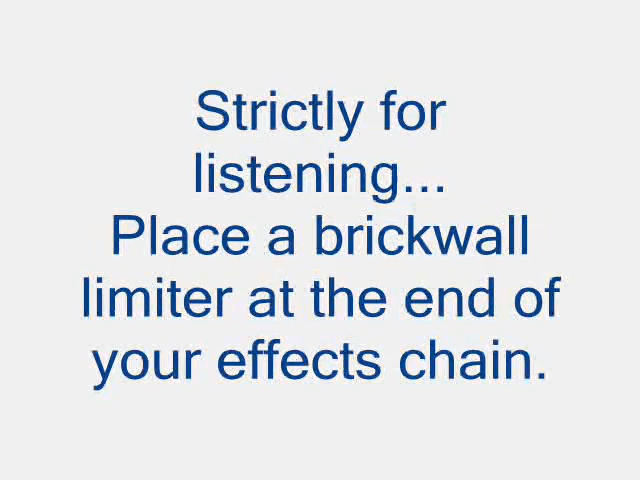 Strictly for
listening...
Place a brickwall
limiter at the end of
your effects chain.